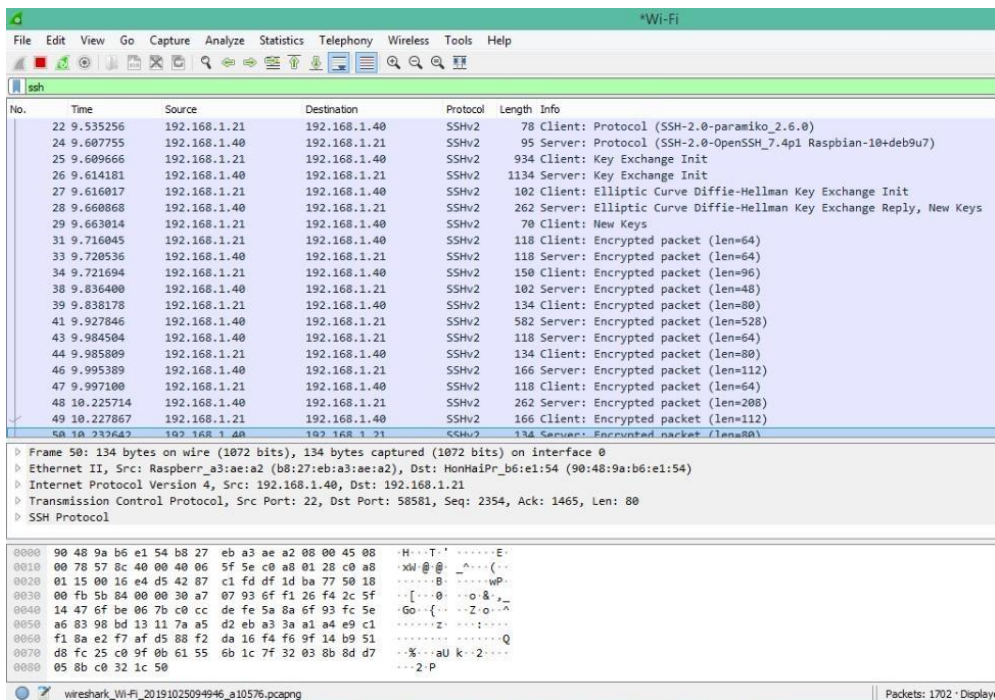 *Wi-Fi
File Edit View Go Capture Analyze Statistics Telephony Wireless Tools Help
ssh
No. Time Source Destination Protocol Length Info
22 9.535256 192.168.1.21 192.168.1.40 SSHv2 78 Client: Protocol (SSH-2.0-paramiko_2.6.0)
24 9.607755 192.168.1.40 192.168.1.21 SSHv2 95 Server: Protocol (SSH-2.0-OpenSSH_7.4p1 Raspbian-10+deb9u7)
25 9.609666 192.168.1.21 192.168.1.40 SSHv2 934 Client: Key Exchange Init
26 9.614181 192.168.1.40 192.168.1.21 SSHv2 1134 Server: Key Exchange Init
27 9.616017 192.168.1.21 192.168.1.40 SSHv2 102 Client: Elliptic Curve Diffie-Hellman Key Exchange Init
28 9.660868 192.168.1.40 192.168.1.21 SSHv2 262 Server: Elliptic Curve Diffie-Hellman Key Exchange Reply, New Keys
29 9.663014 192.168.1.21 192.168.1.40 SSHv2 70 Client: New Keys
31 9.716045 192.168.1.21 192.168.1.40 SSHv2 118 Client: Encrypted packet (len=64)
33 9.720536 192.168.1.40 192.168.1.21 SSHv2 118 Server: Encrypted packet (len=64)
34 9.721694 192.168.1.21 192.168.1.40 SSHv2 150 Client: Encrypted packet (len=96)
38 9.836400 192.168.1.40 192.168.1.21 SSHv2 102 Server: Encrypted packet (len=48)
39 9.838178 192.168.1.21 192.168.1.40 SSHv2 134 Client: Encrypted packet (len=80)
41 9.927846 192.168.1.40 192.168.1.21 SSHv2 582 Server: Encrypted packet (len=528)
43 9.984504 192.168.1.40 192.168.1.21 SSHv2 118 Server: Encrypted packet (len=64)
44 9.985809 192.168.1.21 192.168.1.40 SSHv2 134 Client: Encrypted packet (len=80)
46 9.995389 192.168.1.40 192.168.1.21 SSHv2 166 Server: Encrypted packet (len=112)
47 9.997100 192.168.1.21 192.168.1.40 SSHv2 118 Client: Encrypted packet (len=64)
48 10.225714 192.168.1.40 192.168.1.21 SSHv2 262 Server: Encrypted packet (len=208)
49 10.227867 192.168.1.21 192.168.1.40 SSHv2 166 Client: Encrypted packet (len=112)
50 10.232642 192.168.1.40 192.168.1.21 SSHv2 134 Server: Encrypted packet (len=80)
Frame 50: 134 bytes on wire (1072 bits), 134 bytes captured (1072 bits) on interface 0
Ethernet II, Src: Raspberr_a3:ae:a2 (b8:27:eb:a3:ae:a2), Dst: HonHaiPr_b6:e1:54 (90:48:9a:b6:e1:54)
Internet Protocol Version 4, Src: 192.168.1.40, Dst: 192.168.1.21
Transmission Control Protocol, Src Port: 22, Dst Port: 58581, Seq: 2354, Ack: 1465, Len: 80
SSH Protocol
0000 90 48 9a b6 e1 54 b8 27 eb a3 ae a2 08 00 45 08 ·H···T·' ······E·
0010 00 78 57 8c 40 00 40 06 5f 5e c0 a8 01 28 c0 a8 ·xW·@·@· _^···(··
0020 01 15 00 16 e4 d5 42 87 c1 fd df 1d ba 77 50 18 ······B· ·····wP·
0030 00 fb 5b 84 00 00 30 a7 07 93 6f f1 26 f4 2c 5f ··[···0· ··o·&·,_
0040 14 47 6f be 06 7b c0 cc de fe 5a 8a 6f 93 fc 5e ·Go··{·· ··Z·o··^
0050 a6 83 98 bd 13 11 7a a5 d2 eb a3 3a a1 a4 e9 c1 ······z· ···:····
0060 f1 8a e2 f7 af d5 88 f2 da 16 f4 f6 9f 14 b9 51 ········ ·······Q
0070 d8 fc 25 c0 9f 0b 61 55 6b 1c 7f 32 03 8b 8d d7 ··%···aU k··2····
0080 05 8b c0 32 1c 50 ···2·P
wireshark_Wi-Fi_20191025094946_a10576.pcapng Packets: 1702 · Displaye